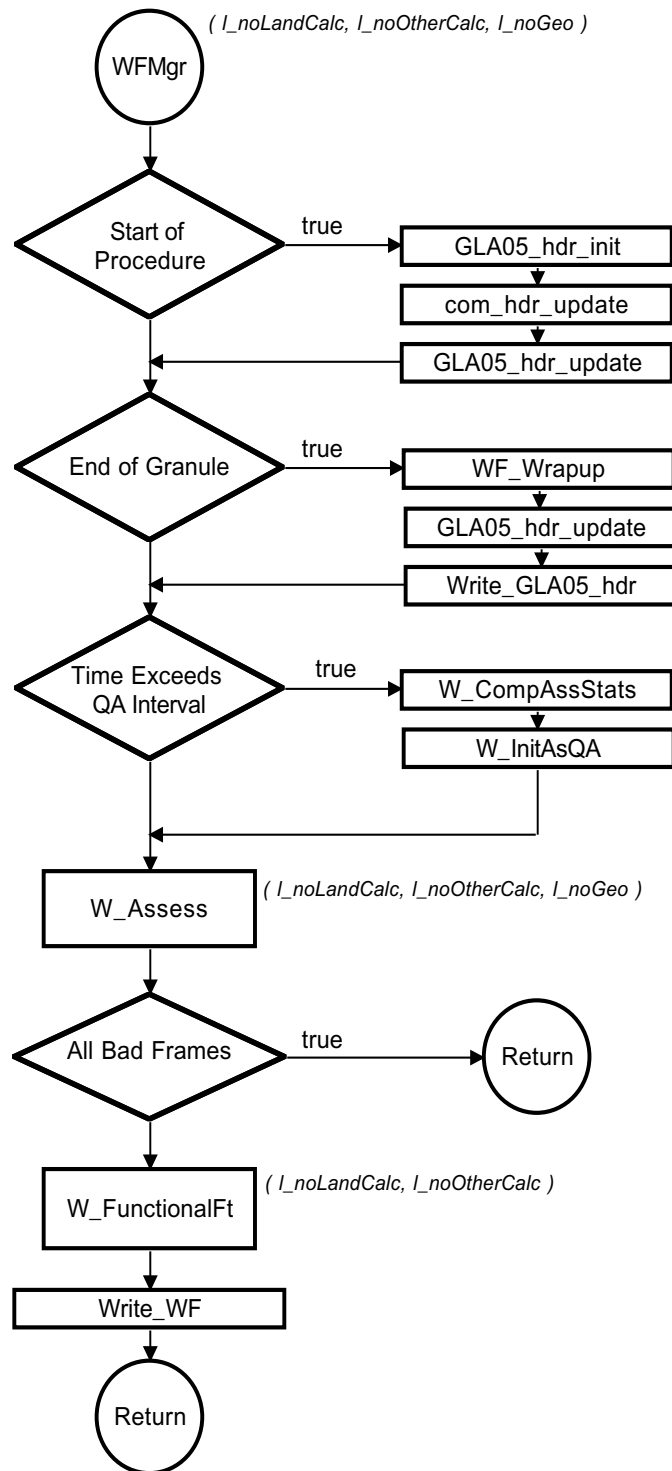 ( l_noLandCalc, l_noOtherCalc, l_noGeo )
WFMgr
Start of
Procedure
true
GLA05_hdr_init
com_hdr_update
GLA05_hdr_update
End of Granule
true
WF_Wrapup
GLA05_hdr_update
Write_GLA05_hdr
Time Exceeds
QA Interval
true
W_CompAssStats
W_InitAsQA
W_Assess
( l_noLandCalc, l_noOtherCalc, l_noGeo )
All Bad Frames
true
Return
W_FunctionalFt
( l_noLandCalc, l_noOtherCalc )
Write_WF
Return